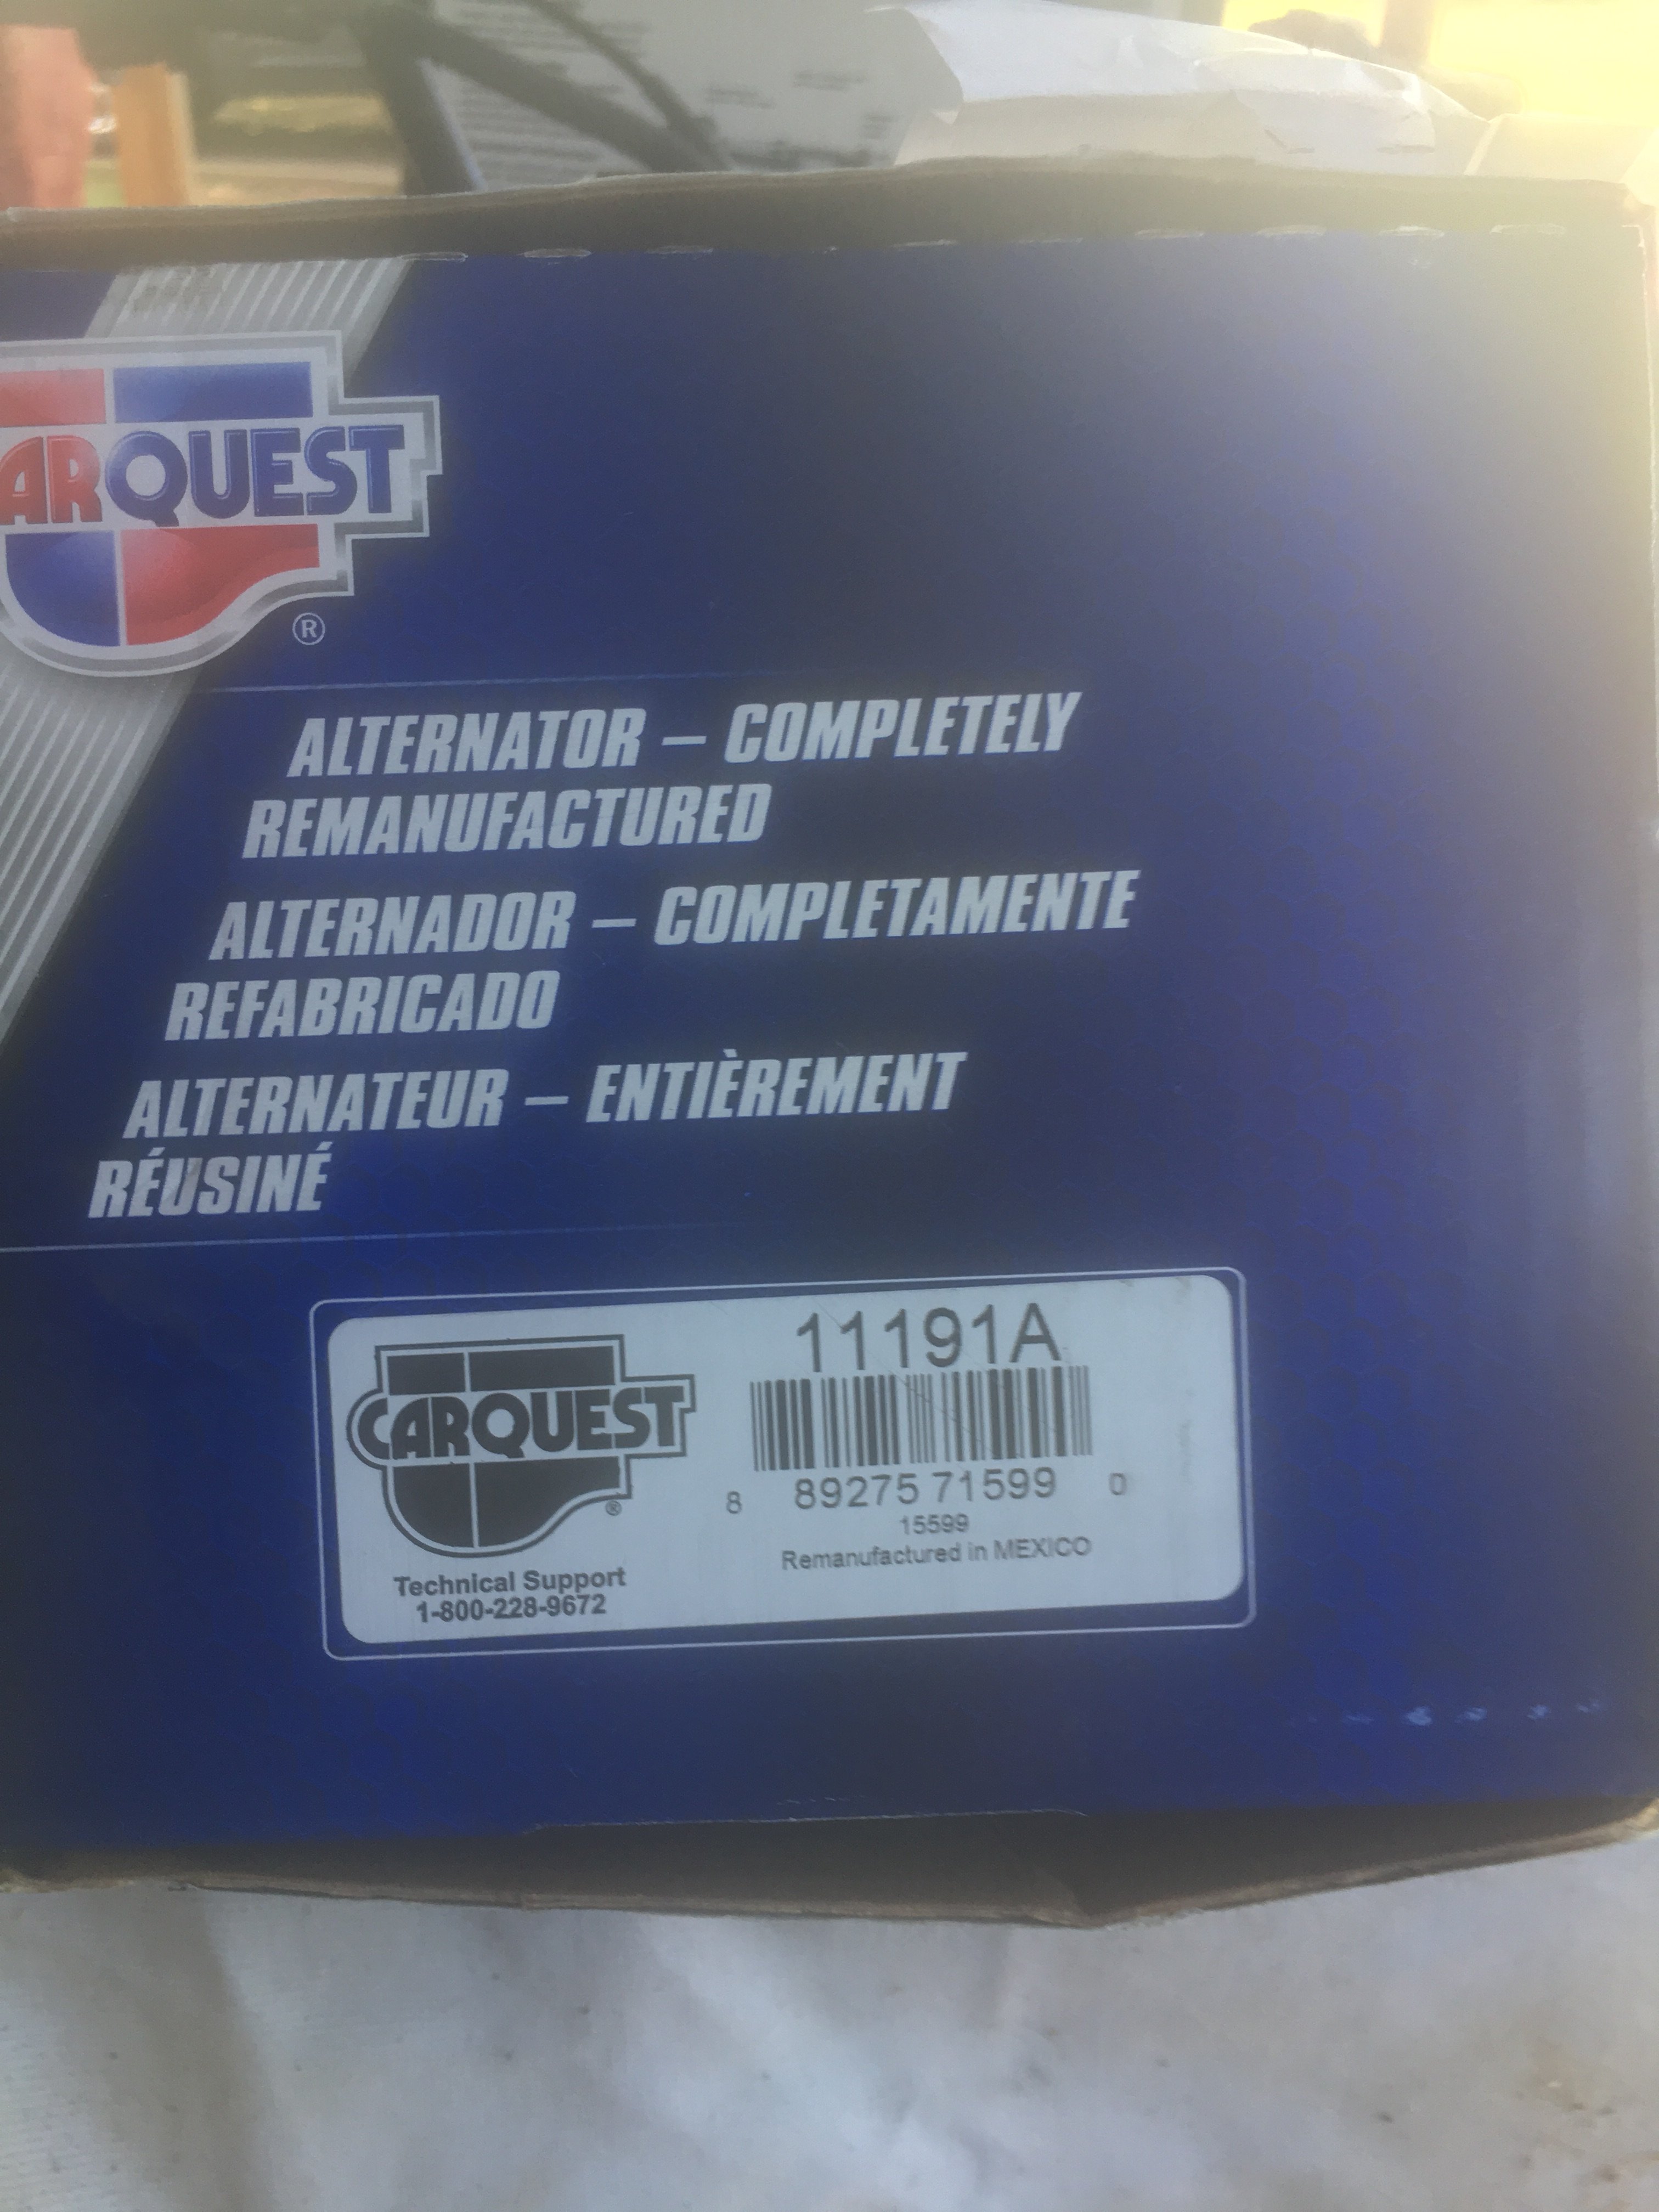 ARQUEST
®
ALTERNATOR – COMPLETELY
REMANUFACTURED
ALTERNADOR – COMPLETAMENTE
REFABRICADO
ALTERNATEUR – ENTIÈREMENT
RÉUSINÉ
CARQUEST
®
Technical Support
1-800-228-9672
11191A
8 89275 71599 0
15599
Remanufactured in MEXICO